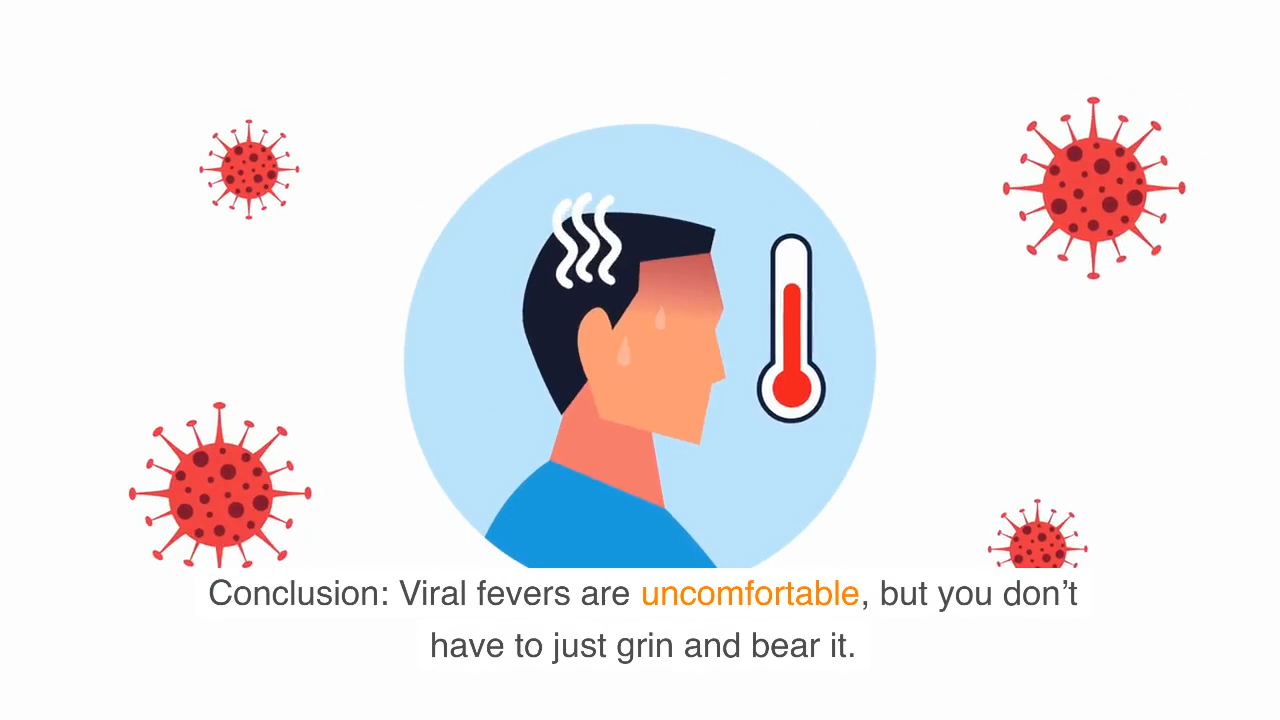 Conclusion: Viral fevers are uncomfortable, but you don’t
have to just grin and bear it.